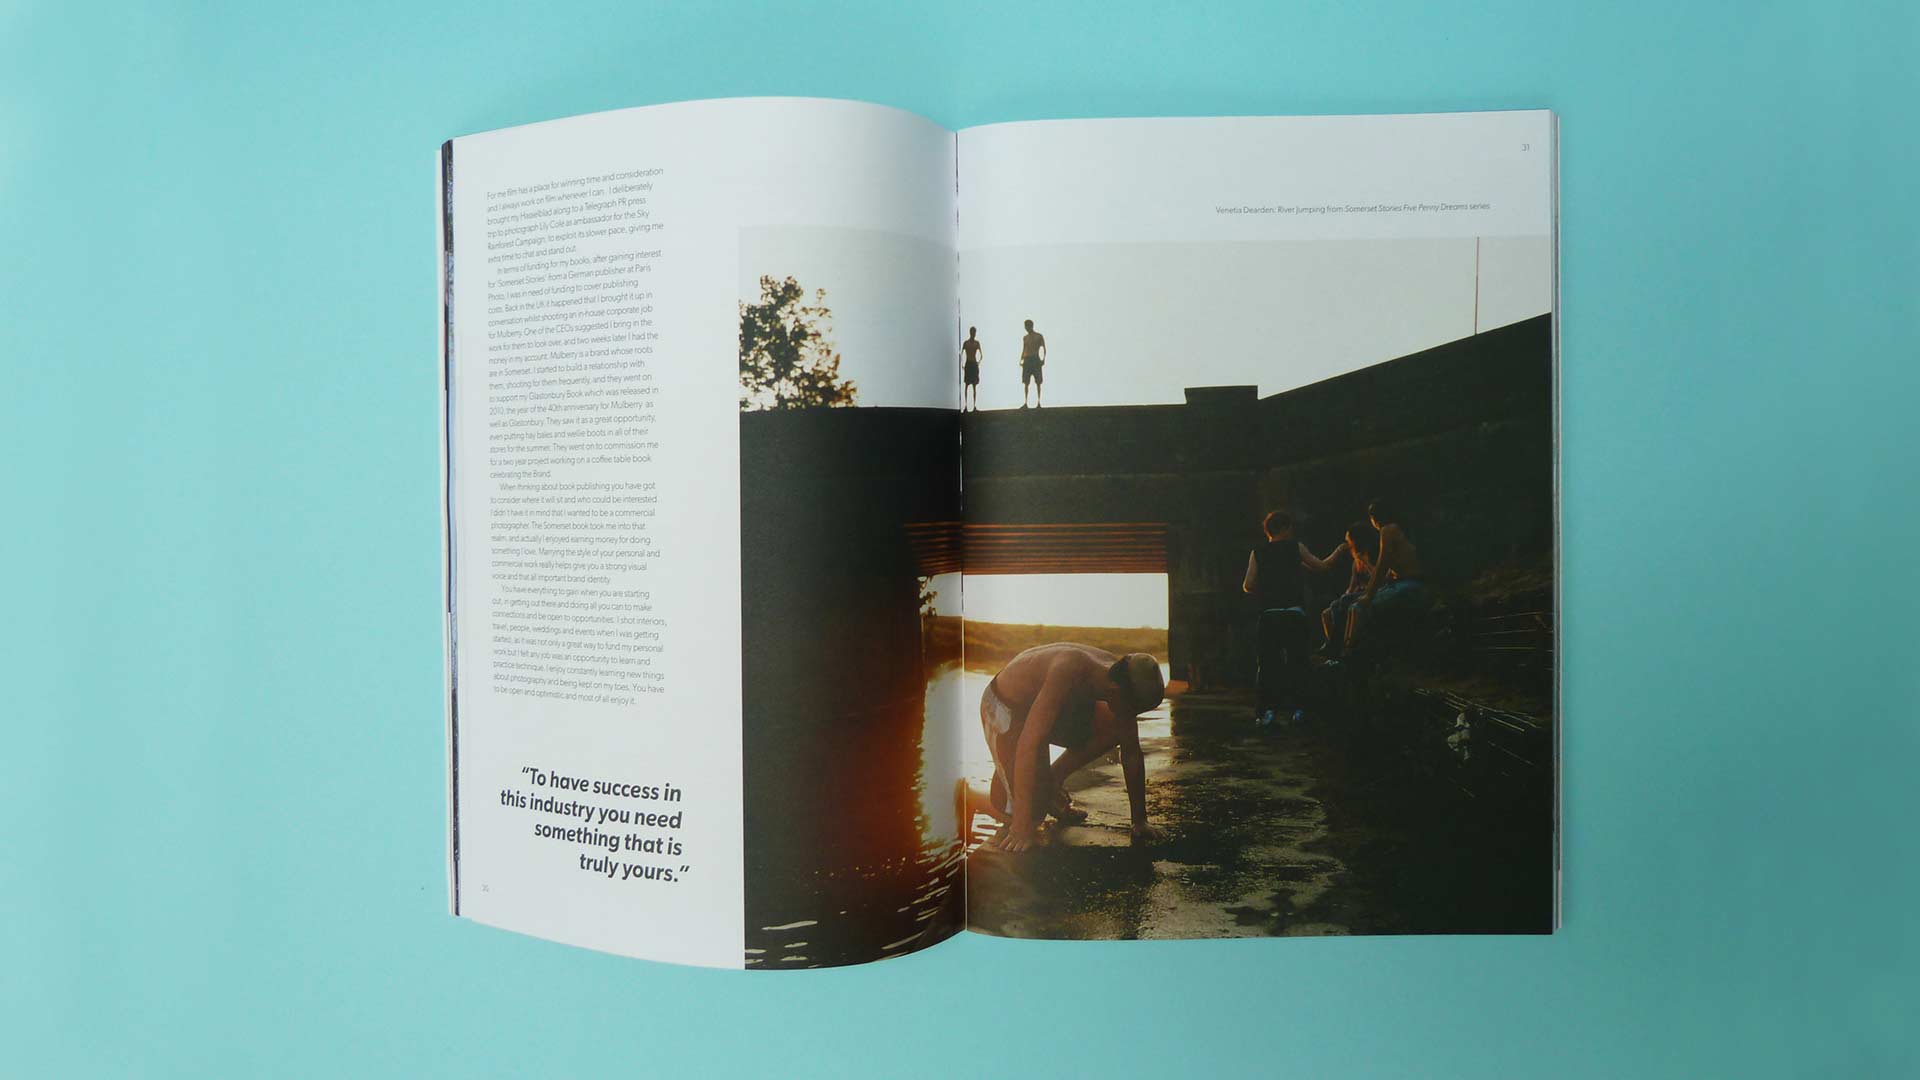 For me film has a place for winning time and consideration
and I always work on film whenever I can. I deliberately
brought my Hasselblad along to a Telegraph PR press
trip to photograph Lily Cole as ambassador for the Sky
Rainforest Campaign, to exploit its slower pace, giving me
extra time to chat and stand out.
In terms of funding for my books, after gaining interest
for 'Somerset Stories' from a German publisher at Paris
Photo, I was in need of funding to cover publishing
costs. Back in the UK it happened that I brought it up in
conversation whilst shooting an in-house corporate job
for Mulberry. One of the CEOs suggested I bring in the
work for them to look over, and two weeks later I had the
money in my account. Mulberry is a brand whose roots
are in Somerset. I started to build a relationship with
them, shooting for them frequently, and they went on
to support my Glastonbury Book which was released in
2010, the year of the 40th anniversary for Mulberry as
well as Glastonbury. They saw it as a great opportunity,
even putting hay bales and wellie boots in all of their
stores for the summer. They went on to commission me
for a two year project working on a coffee table book
celebrating the Brand.
When thinking about book publishing you have got
to consider where it will sit and who could be interested.
I didn't have it in mind that I wanted to be a commercial
photographer. The Somerset book took me into that
realm, and actually I enjoyed earning money for doing
something I love. Marrying the style of your personal and
commercial work really helps give you a strong visual
voice and that all important brand identity.
You have everything to gain when you are starting
out, in getting out there and doing all you can to make
connections and be open to opportunities. I shot interiors,
travel, people, weddings and events when I was getting
started, as it was not only a great way to fund my personal
work but I felt any job was an opportunity to learn and
practice technique. I enjoy constantly learning new things
about photography and being kept on my toes. You have
to be open and optimistic and most of all enjoy it.
“To have success in
this industry you need
something that is
truly yours.”
30
31
Venetia Dearden: River Jumping from Somerset Stories Five Penny Dreams series